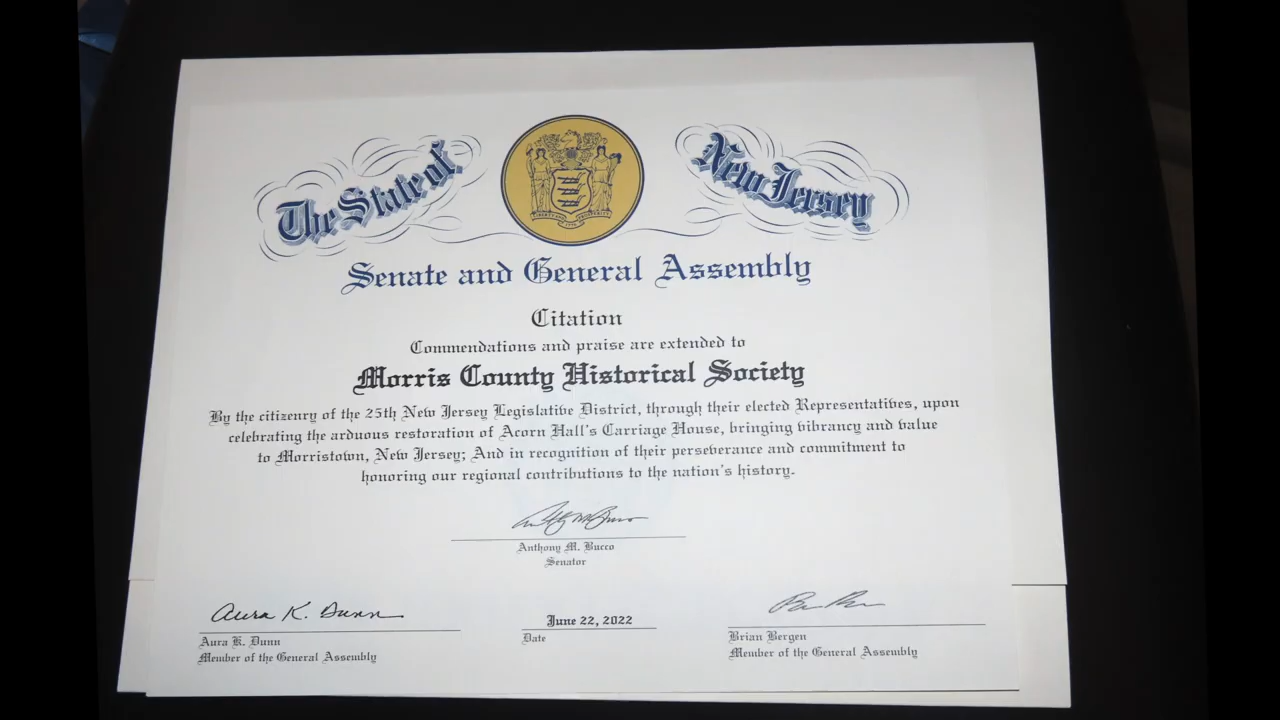 The State of
New Jersey
LIBERTY AND PROSPERITY
Senate and General Assembly
Citation
Commendations and praise are extended to
Morris County Historical Society
By the citizenry of the 25th New Jersey Legislative District, through their elected Representatives, upon
celebrating the arduous restoration of Acorn Hall's Carriage House, bringing vibrancy and value
to Morristown, New Jersey; And in recognition of their perseverance and commitment to
honoring our regional contributions to the nation's history.
Anthony M. Bucco
Senator
Aura K. Dunn
Aura K. Dunn
Member of the General Assembly
June 22, 2022
Date
Brian Bergen
Member of the General Assembly